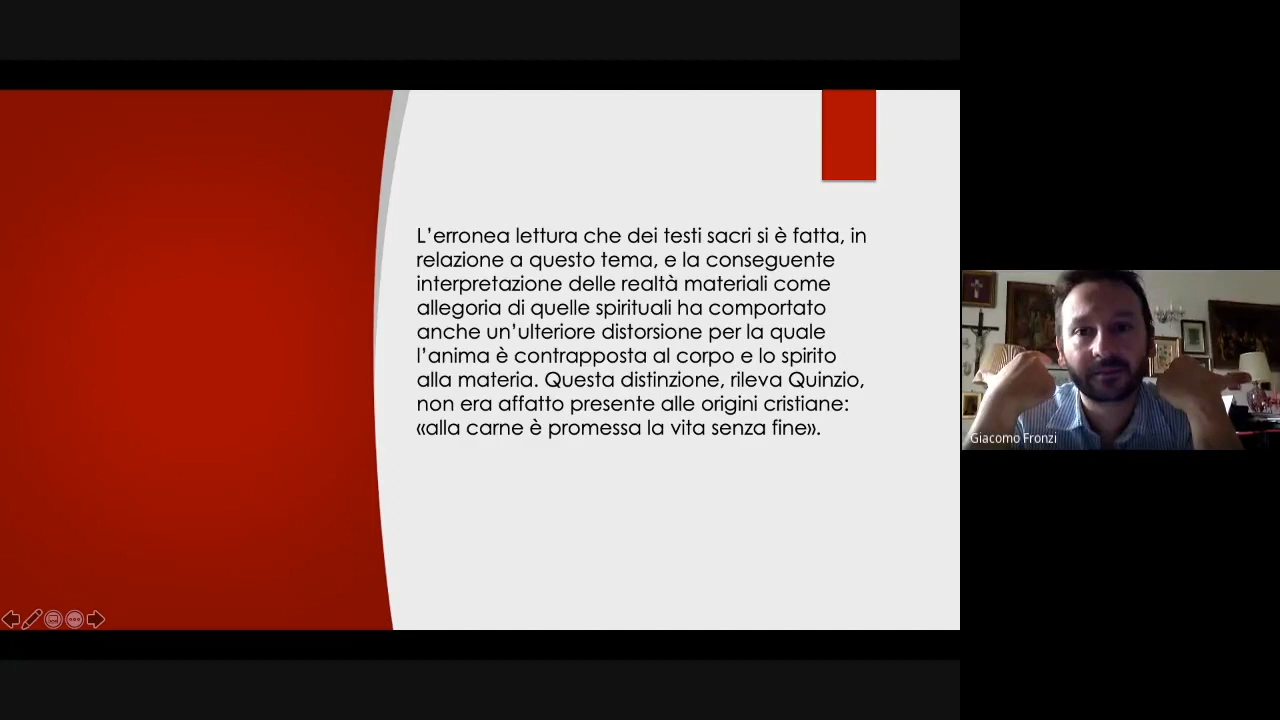 L’erronea lettura che dei testi sacri si è fatta, in
relazione a questo tema, e la conseguente
interpretazione delle realtà materiali come
allegoria di quelle spirituali ha comportato
anche un’ulteriore distorsione per la quale
l’anima è contrapposta al corpo e lo spirito
alla materia. Questa distinzione, rileva Quinzio,
non era affatto presente alle origini cristiane:
«alla carne è promessa la vita senza fine».
Giacomo Fronzi